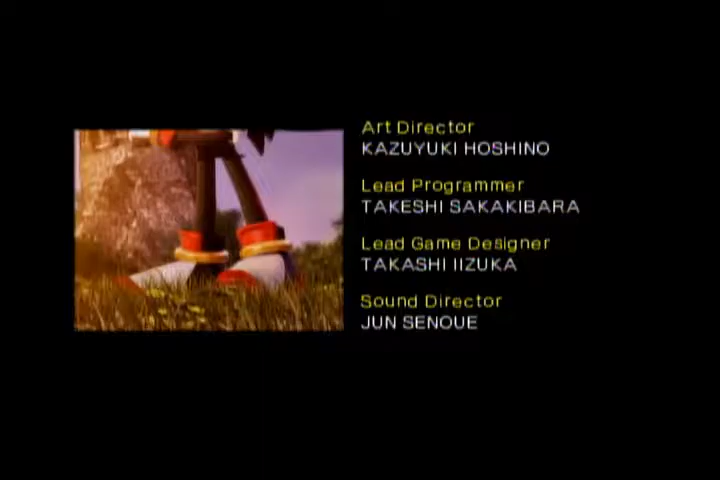 Art Director
KAZUYUKI HOSHINO
Lead Programmer
TAKESHI SAKAKIBARA
Lead Game Designer
TAKASHI IIZUKA
Sound Director
JUN SENOUE